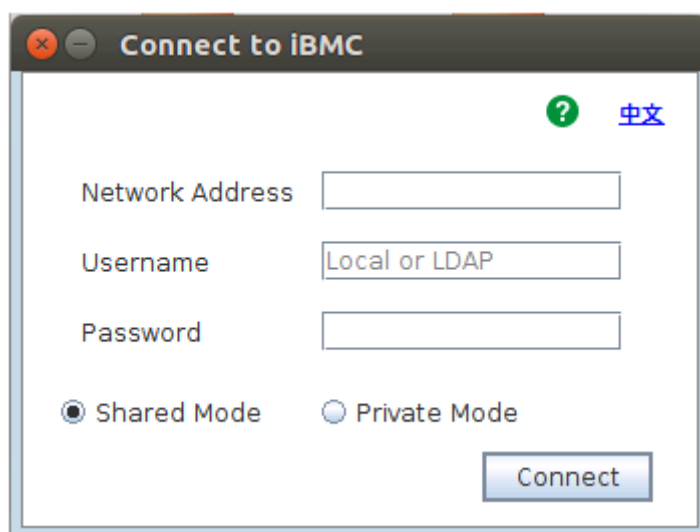 Connect to iBMC
? 中文
Network Address
Username Local or LDAP
Password
Shared Mode Private Mode
Connect